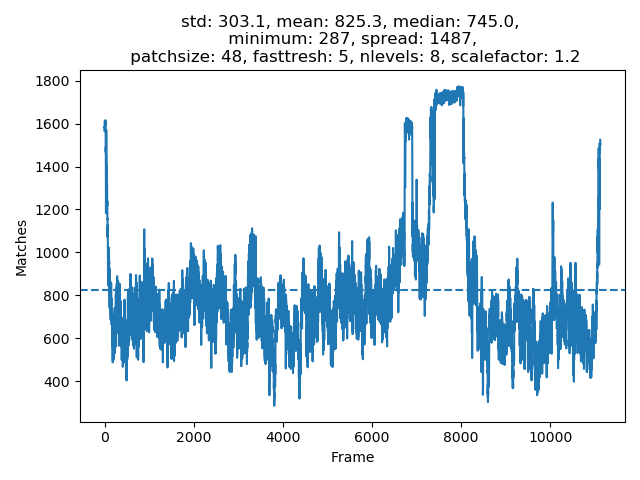 std: 303.1, mean: 825.3, median: 745.0,
minimum: 287, spread: 1487,
patchsize: 48, fasttresh: 5, nlevels: 8, scalefactor: 1.2
1800
1600
1400
1200
1000
800
600
400
Matches
0 2000 4000 6000 8000 10000
Frame